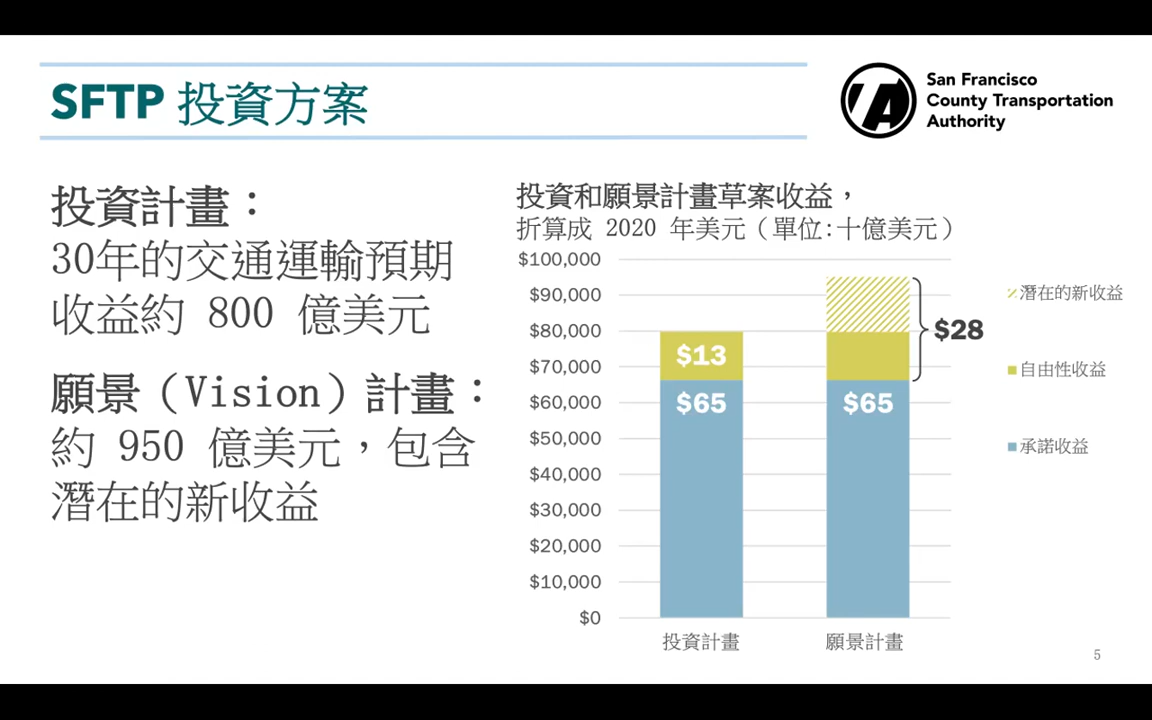 SFTP 投資方案
San Francisco
County Transportation
Authority
投資計畫：
30年的交通運輸預期
收益約 800 億美元
願景（Vision）計畫：
約 950 億美元，包含
潛在的新收益
投資和願景計畫草案收益，
折算成 2020 年美元（單位:十億美元）
$100,000
$90,000
$80,000
$70,000
$60,000
$50,000
$40,000
$30,000
$20,000
$10,000
$0
$13
$65
$65
$28
投資計畫
願景計畫
潛在的新收益
自由性收益
承諾收益
5